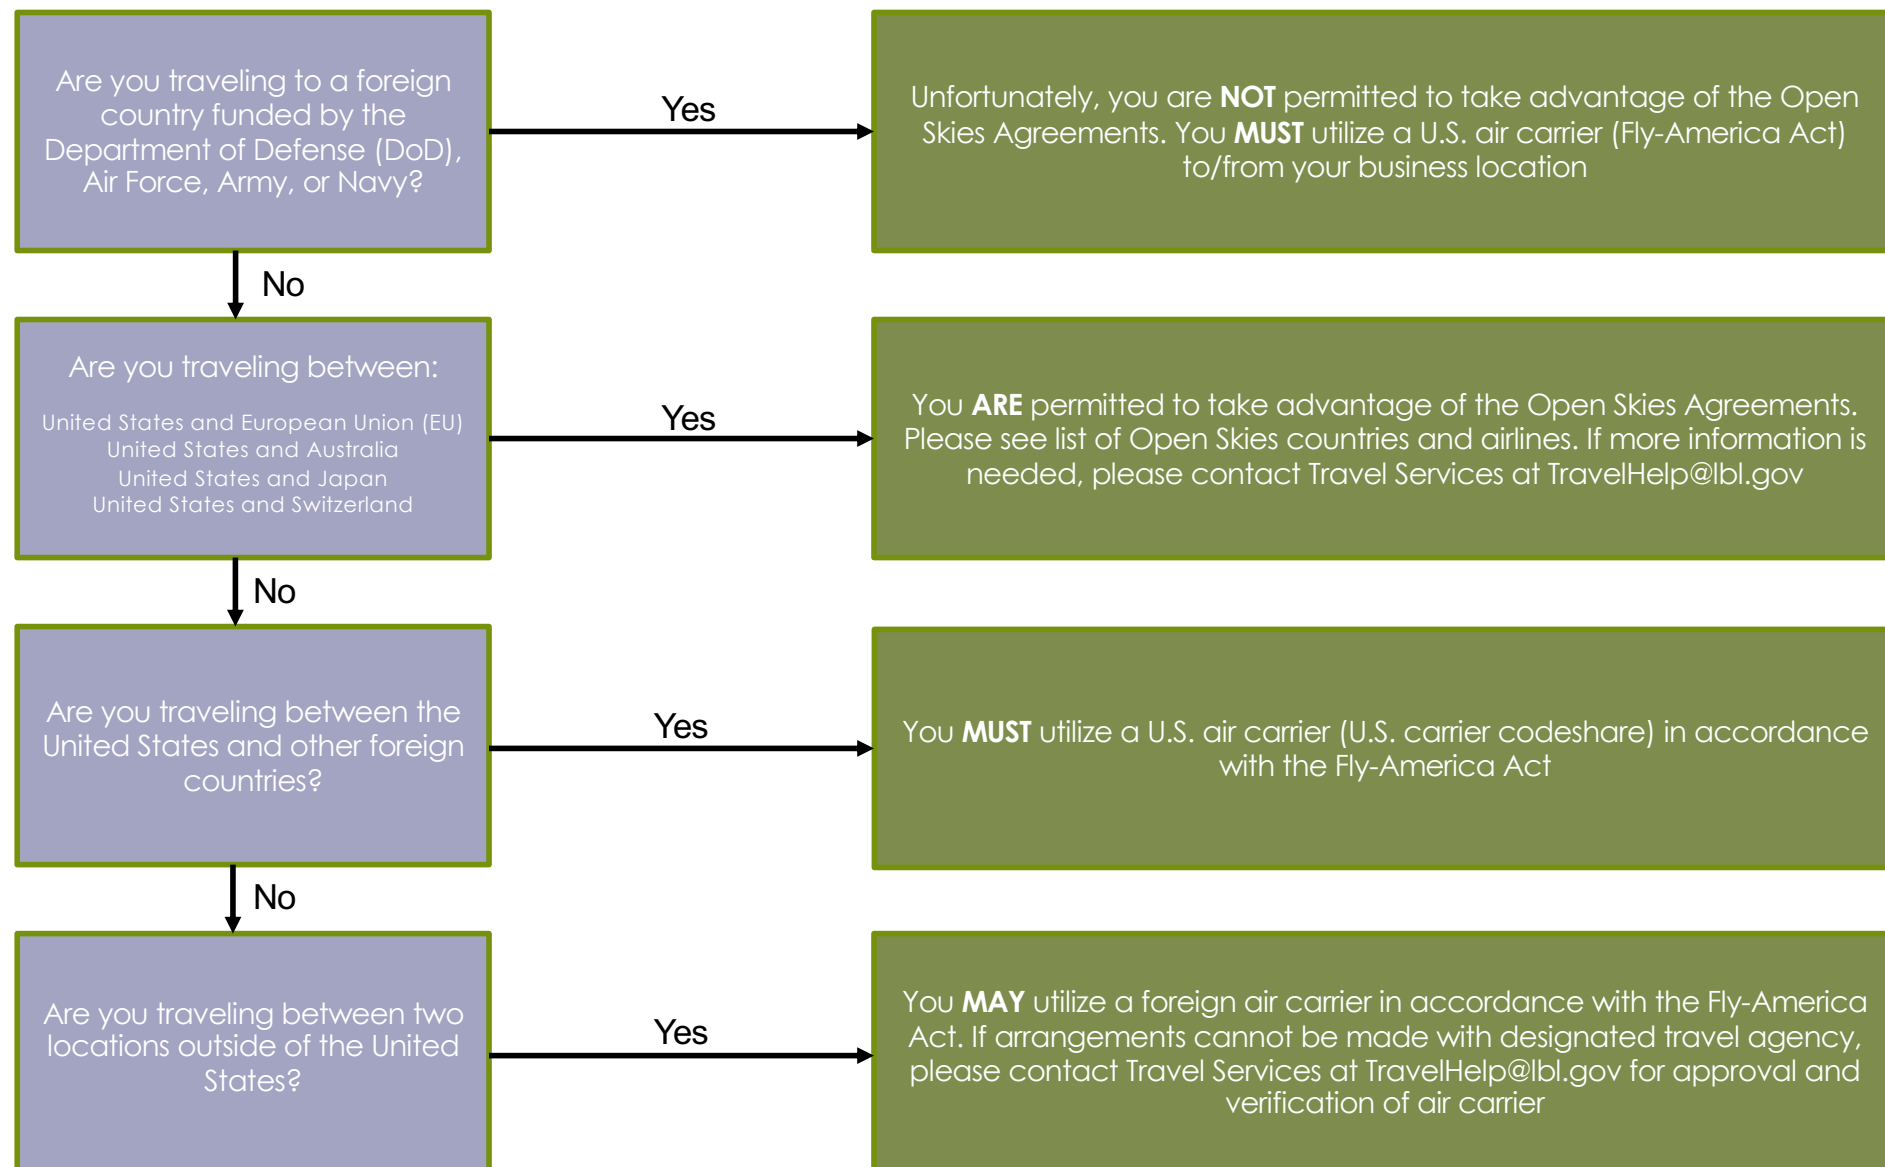 Are you traveling to a foreign
country funded by the
Department of Defense (DoD),
Air Force, Army, or Navy?
Yes
Unfortunately, you are NOT permitted to take advantage of the Open
Skies Agreements. You MUST utilize a U.S. air carrier (Fly-America Act)
to/from your business location
No
Are you traveling between:
United States and European Union (EU)
United States and Australia
United States and Japan
United States and Switzerland
Yes
You ARE permitted to take advantage of the Open Skies Agreements.
Please see list of Open Skies countries and airlines. If more information is
needed, please contact Travel Services at TravelHelp@lbl.gov
No
Are you traveling between the
United States and other foreign
countries?
Yes
You MUST utilize a U.S. air carrier (U.S. carrier codeshare) in accordance
with the Fly-America Act
No
Are you traveling between two
locations outside of the United
States?
Yes
You MAY utilize a foreign air carrier in accordance with the Fly-America
Act. If arrangements cannot be made with designated travel agency,
please contact Travel Services at TravelHelp@lbl.gov for approval and
verification of air carrier